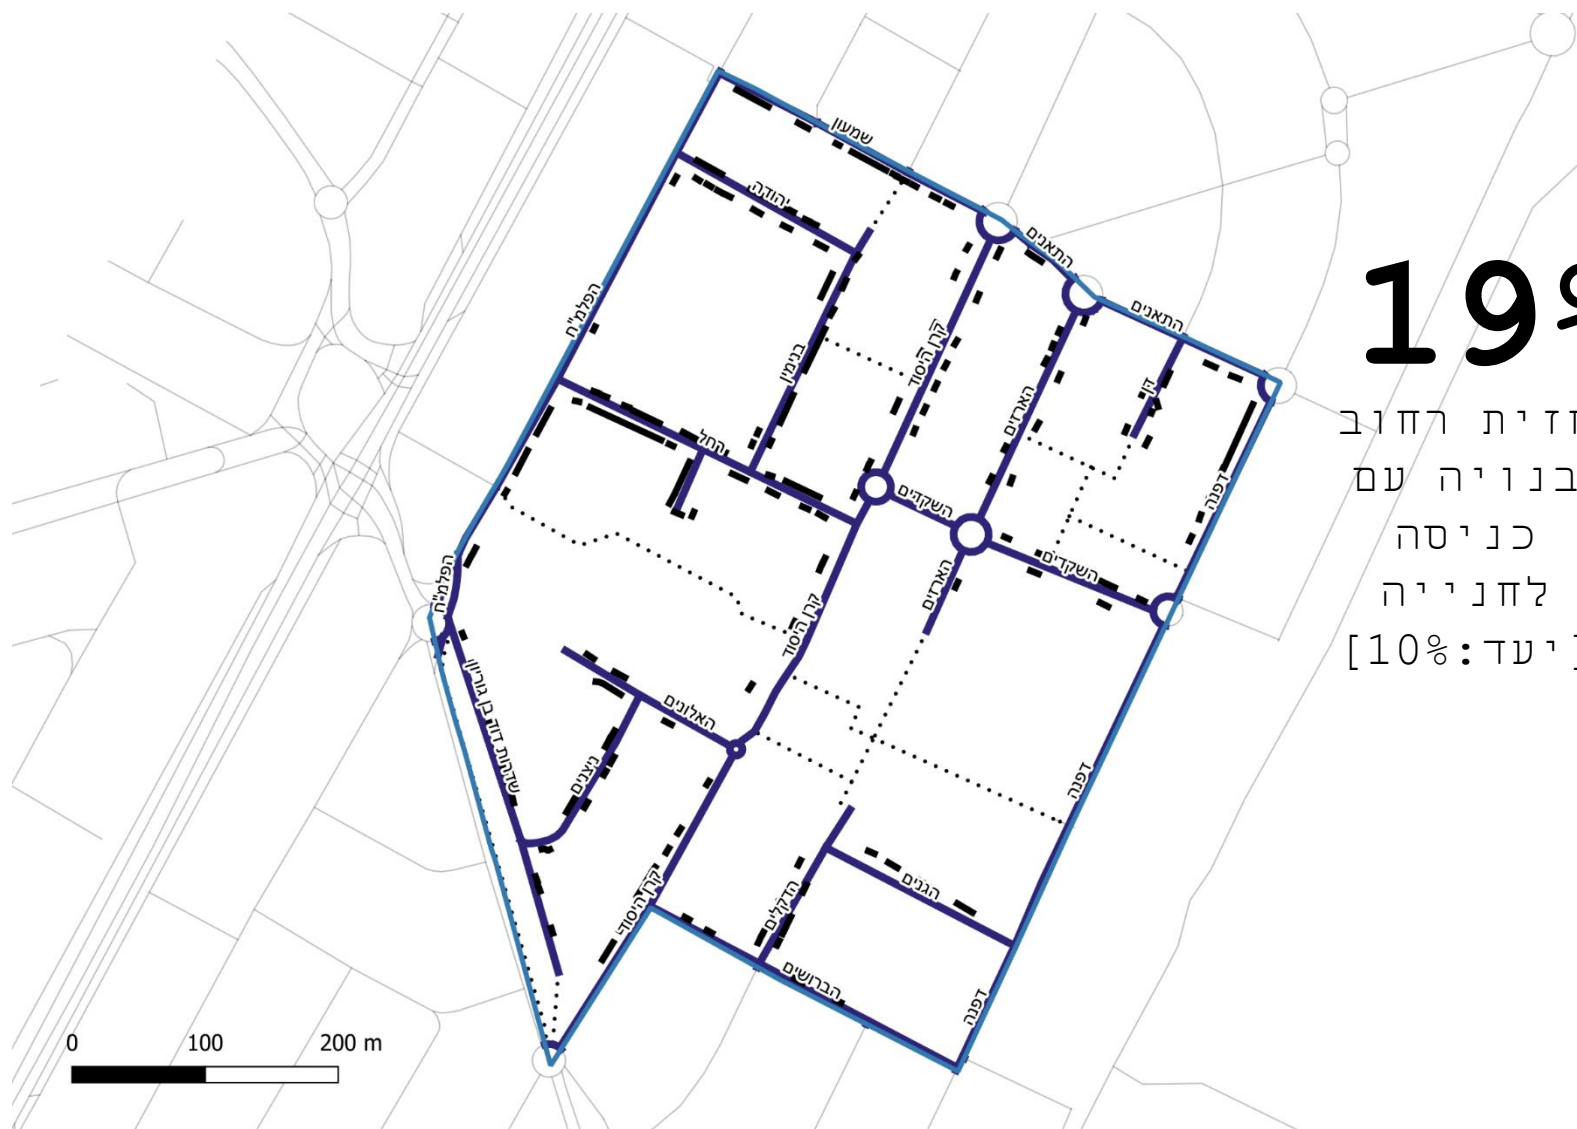 שמעון
יהודה
התאנים
התאנים
הפלמ"ח
בנימין
קרן היסוד
הארזים
דן
דפנה
החל
השקדים
השקדים
הארזים
הפלמ"ח
קרן היסוד
שדרות דוד בן גוריון
האלונים
ניצנים
דפנה
קרן היסוד
הדקלים
הגנים
הברושים
דפנה
19%
רחוב
בנויה עם
כניסה
לחנייה
יעד:10%]
0 100 200 m